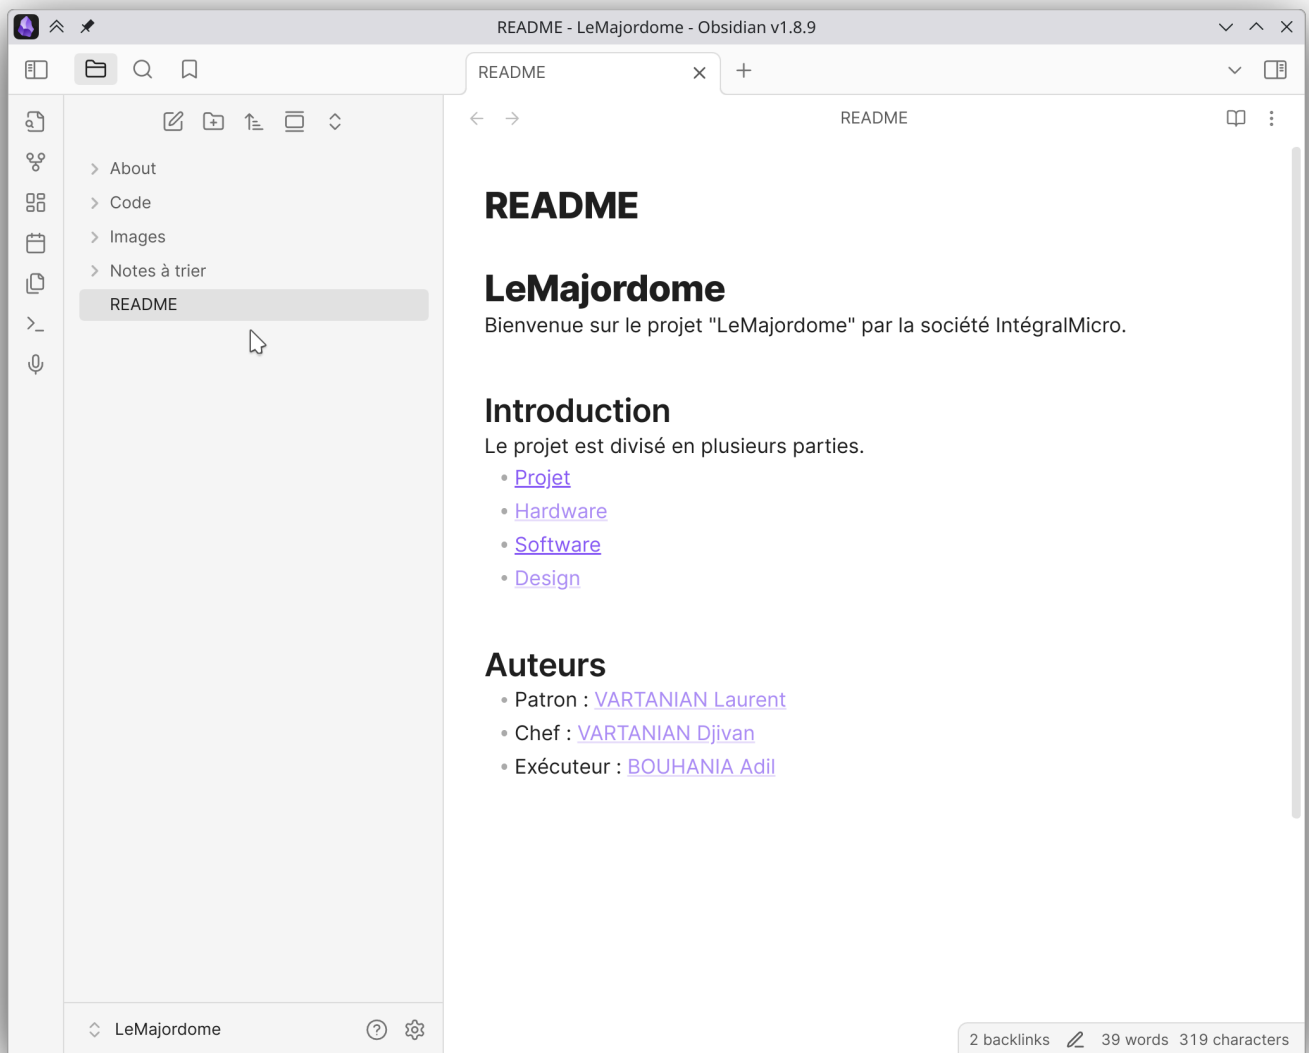 README - LeMajordome - Obsidian v1.8.9
README
README
About
Code
Images
Notes à trier
README
README
LeMajordome
Bienvenue sur le projet "LeMajordome" par la société IntégralMicro.
Introduction
Le projet est divisé en plusieurs parties.
• Projet
• Hardware
• Software
• Design
Auteurs
• Patron : VARTANIAN Laurent
• Chef : VARTANIAN Djivan
• Exécuteur : BOUHANIA Adil
LeMajordome
2 backlinks 39 words 319 characters